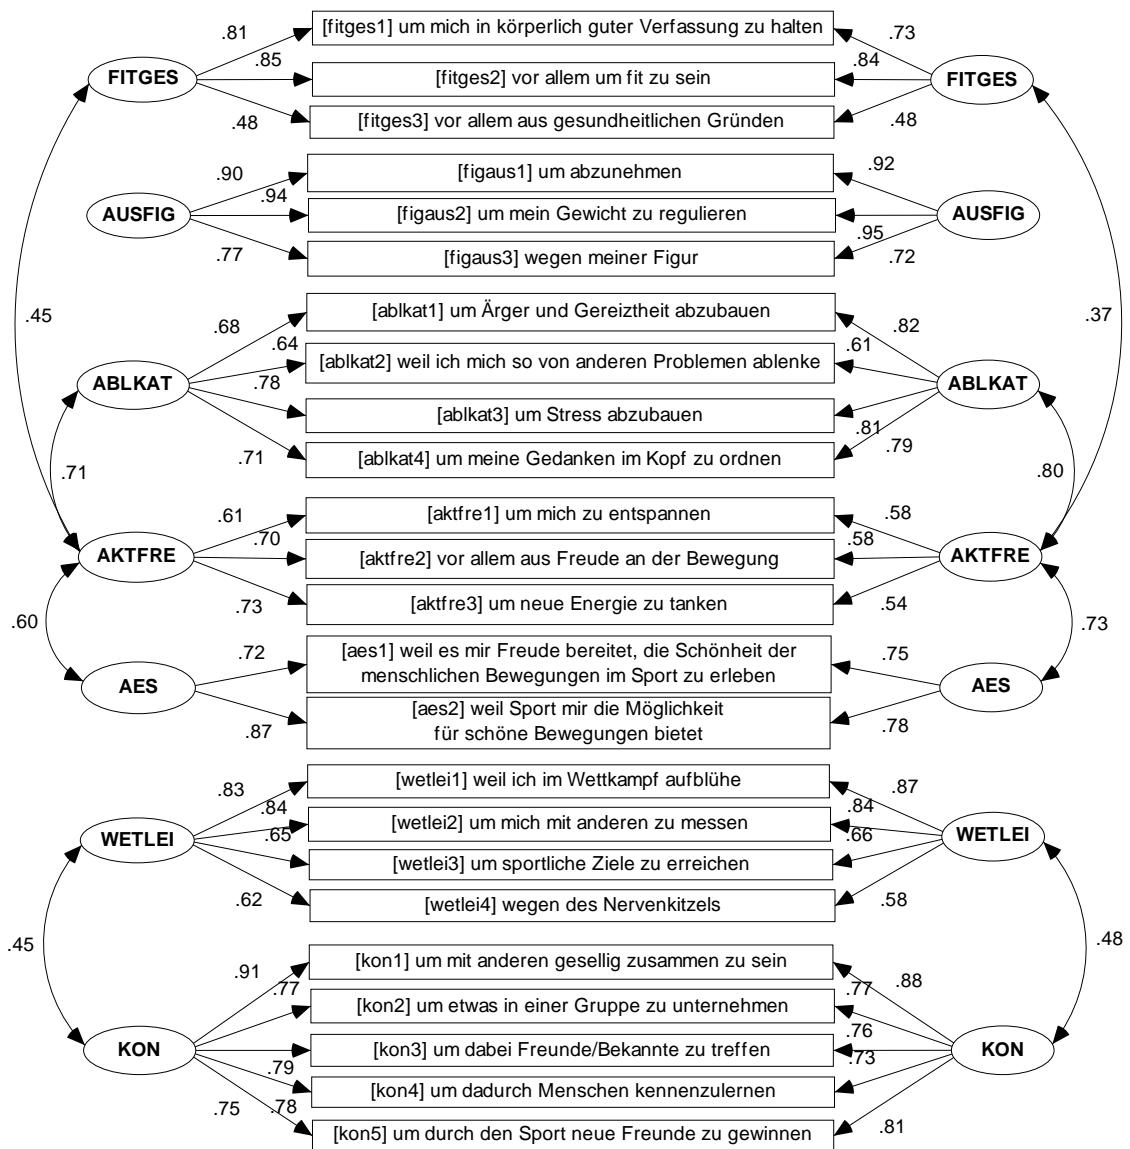 .81
[fitges1] um mich in körperlich guter Verfassung zu halten
.73
.85
.84
FITGES
[fitges2] vor allem um fit zu sein
FITGES
.48
[fitges3] vor allem aus gesundheitlichen Gründen
.48
.90
[figaus1] um abzunehmen
.92
.94
AUSFIG
[figaus2] um mein Gewicht zu regulieren
AUSFIG
.95
.77
[figaus3] wegen meiner Figur
.72
.45
.37
.68
[ablkat1] um Ärger und Gereiztheit abzubauen
.82
.64
.61
[ablkat2] weil ich mich so von anderen Problemen ablenke
.78
ABLKAT
ABLKAT
[ablkat3] um Stress abzubauen
.81
.71
[ablkat4] um meine Gedanken im Kopf zu ordnen
.79
.71
.80
.61
[aktfre1] um mich zu entspannen
.58
.70
.58
AKTFRE
[aktfre2] vor allem aus Freude an der Bewegung
AKTFRE
.73
[aktfre3] um neue Energie zu tanken
.54
.60
.73
.72
[aes1] weil es mir Freude bereitet, die Schönheit der
menschlichen Bewegungen im Sport zu erleben
.75
AES
AES
.87
[aes2] weil Sport mir die Möglichkeit
für schöne Bewegungen bietet
.78
.83
[wetlei1] weil ich im Wettkampf aufblühe
.87
.84
.84
[wetlei2] um mich mit anderen zu messen
.65
.66
WETLEI
WETLEI
[wetlei3] um sportliche Ziele zu erreichen
.62
[wetlei4] wegen des Nervenkitzels
.58
.45
.48
.91
[kon1] um mit anderen gesellig zusammen zu sein
.88
.77
.77
[kon2] um etwas in einer Gruppe zu unternehmen
.76
KON
[kon3] um dabei Freunde/Bekannte zu treffen
.73
KON
.79
[kon4] um dadurch Menschen kennenzulernen
.75
.78
[kon5] um durch den Sport neue Freunde zu gewinnen
.81